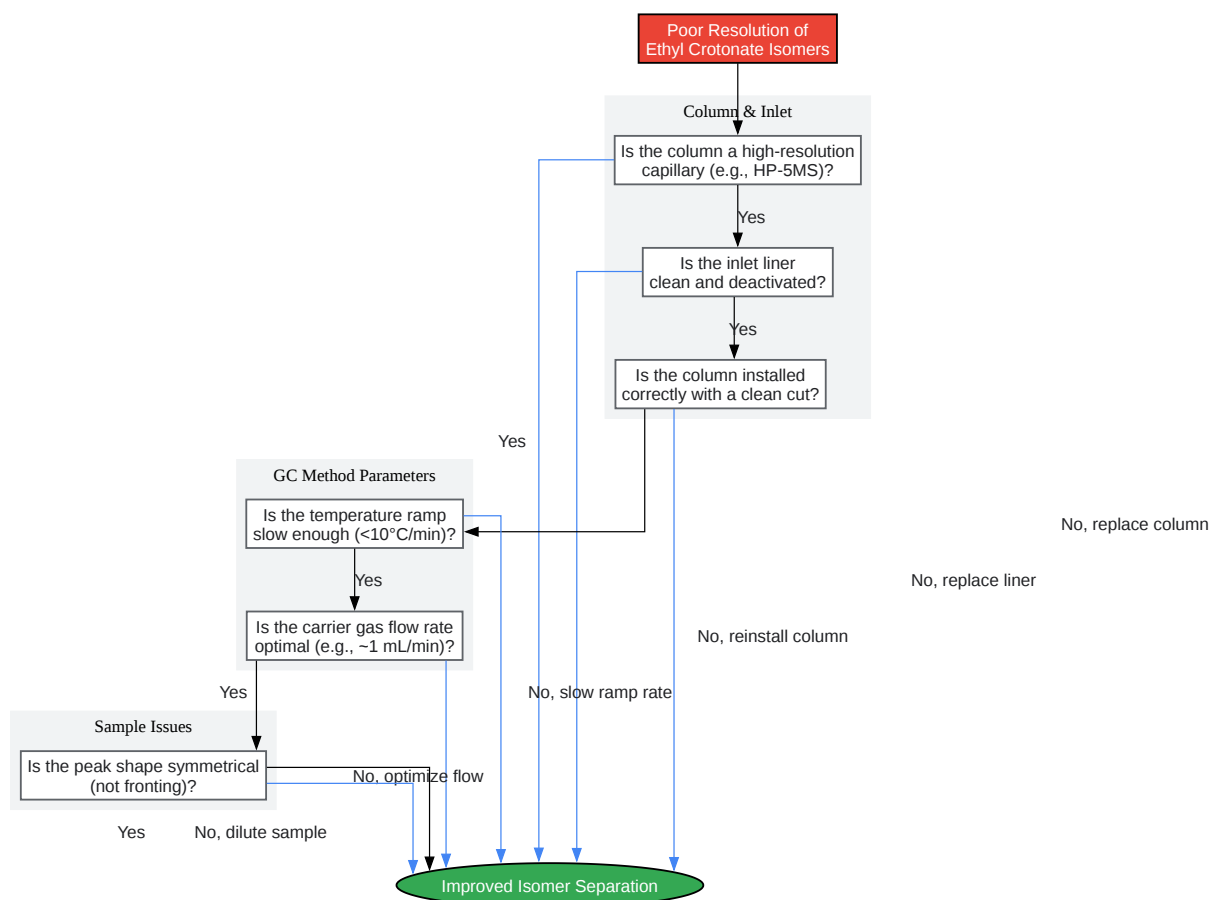 Poor Resolution of
Ethyl Crotonate Isomers
Column & Inlet
Is the column a high-resolution
capillary (e.g., HP-5MS)?
Yes
Is the inlet liner
clean and deactivated?
Yes
Is the column installed
correctly with a clean cut?
Yes
GC Method Parameters
Is the temperature ramp
slow enough (<10°C/min)?
No, replace column
Yes
No, replace liner
Is the carrier gas flow rate
optimal (e.g., ~1 mL/min)?
No, reinstall column
Yes
No, slow ramp rate
Sample Issues
Is the peak shape symmetrical
(not fronting)?
No, optimize flow
Yes
No, dilute sample
Improved Isomer Separation